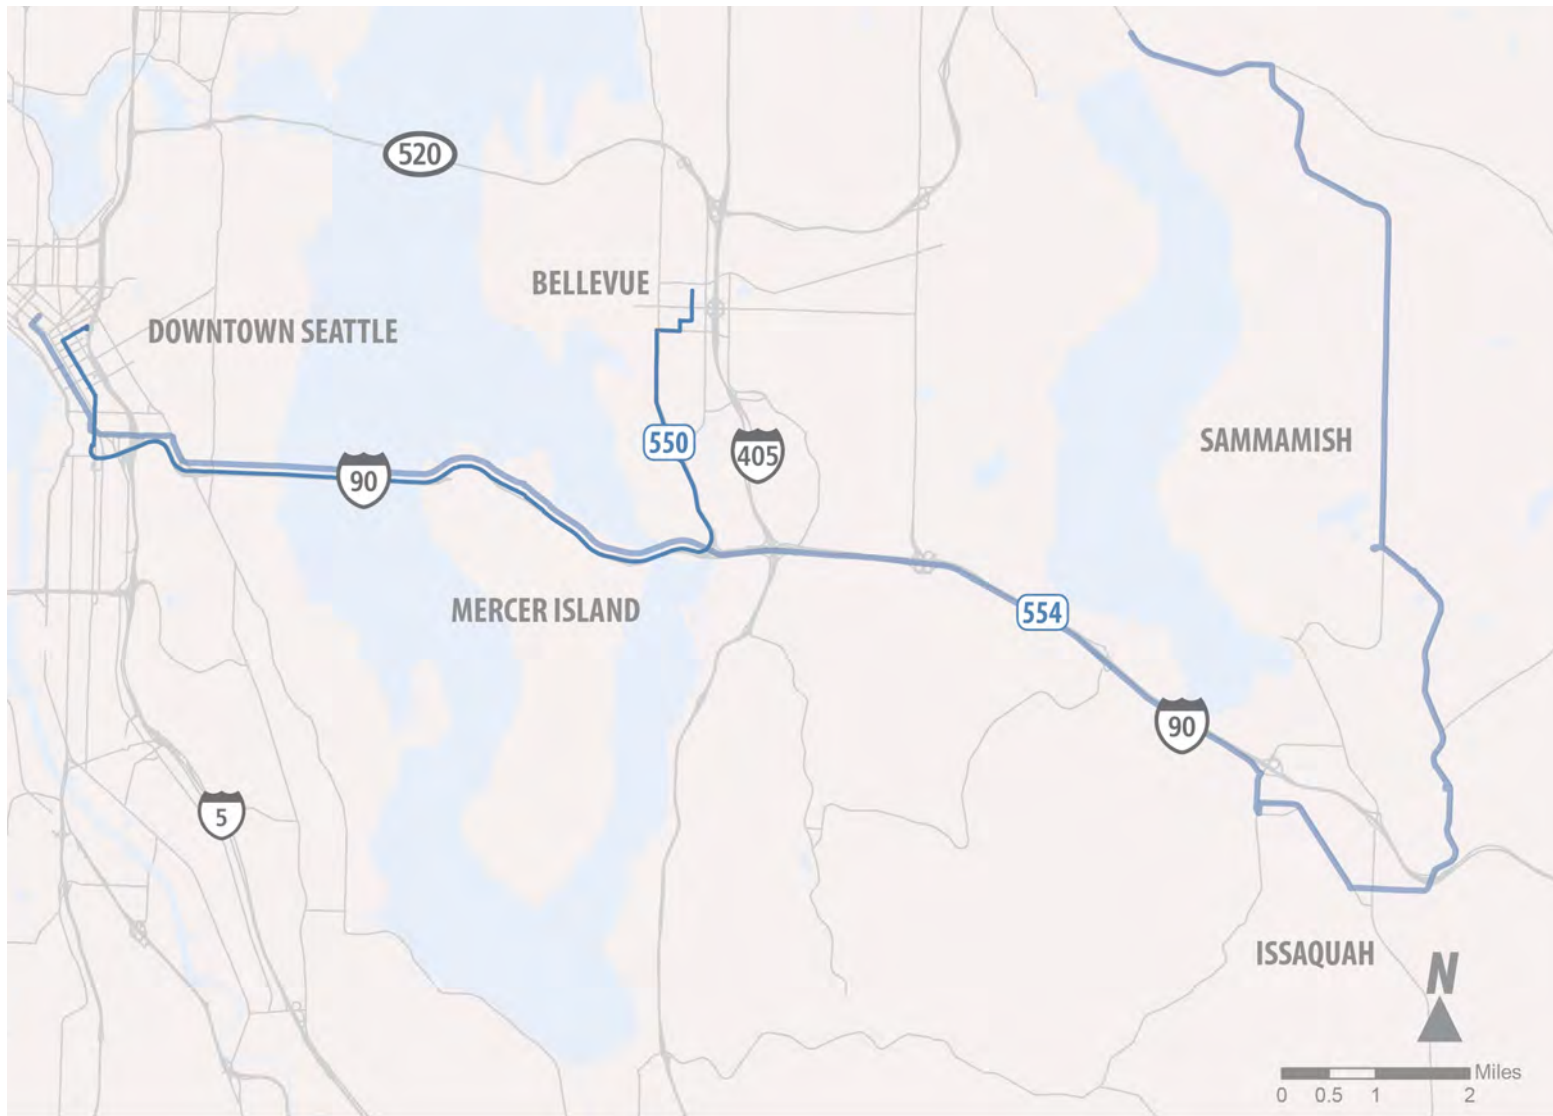 520
BELLEVUE
DOWNTOWN SEATTLE
550
405
SAMMAMISH
90
MERCER ISLAND
554
90
5
ISSAQUAH
N
Miles
0 0.5 1 2